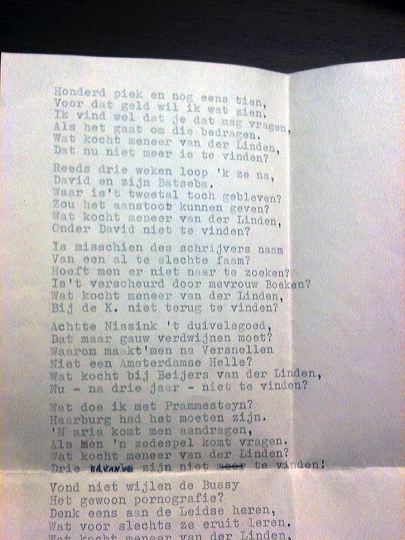 Honderd piek en nog eens tien,
Voor dat geld wil ik wat zien.
Ik vind wel dat je dat mag vragen,
Als het gaat om die bedragen.
Wat kocht meneer van der Linden,
Dat nu niet meer is te vinden?
Reeds drie weken loop 'k ze na,
David en zijn Batseba.
Waar is't tweetal toch gebleven?
Zou het aanstoot kunnen geven?
Wat kocht meneer van der Linden,
Onder David niet te vinden?
Is misschien des schrijvers naam
Van een al te slechte faam?
Hoeft men er niet naar te zoeken?
Is't verscheurd door mevrouw Boeken?
Wat kocht meneer van der Linden,
Bij de K. niet terug te vinden?
Achtte Nissink 't duivelsgoed,
Dat maar gauw verdwijnen moet?
Waarom maakt'men na Versnellen
Niet een Amsterdamse Helle?
Wat kocht bij Beijers van der Linden,
Nu - na drie jaar - niet te vinden?
Wat doe ik met Prammesteyn?
Haarburg had het moeten zijn.
'N aria komt men aandragen,
Als men 'n zedespel komt vragen.
Wat kocht meneer van der Linden?
Drie zijn niet meer te vinden!
Vond niet wijlen de Bussy
Het gewoon pornografie?
Denk eens aan de Leidse heren,
Wat voor slechts ze eruit leren.
Wat kocht meneer van der Linden,